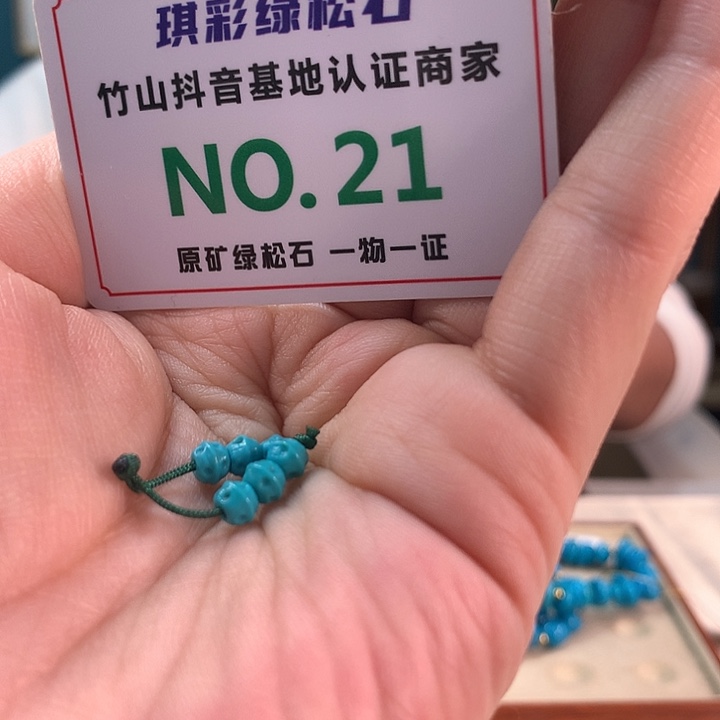 琪彩绿松石
竹山抖音基地认证商家
NO.21
原矿绿松石 一物一证